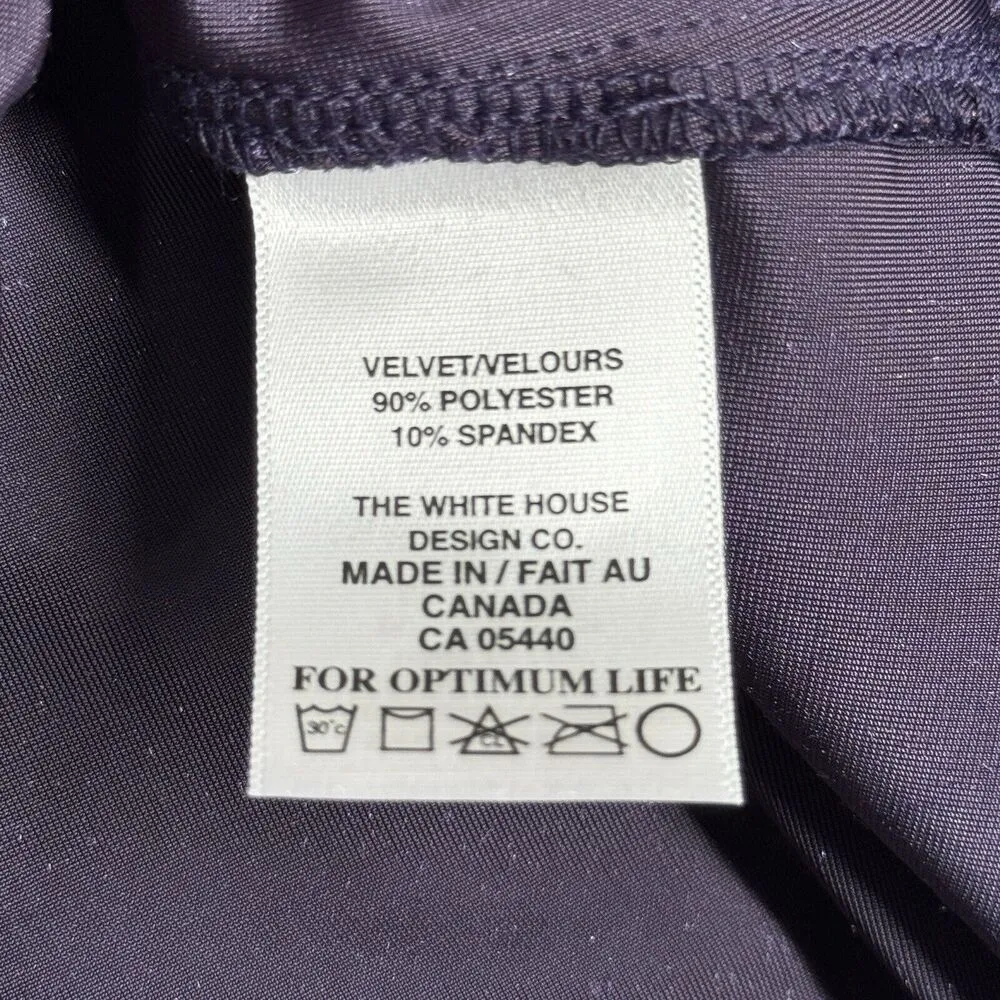 VELVET/VELOURS
90% POLYESTER
10% SPANDEX
THE WHITE HOUSE
DESIGN CO.
MADE IN / FAIT AU
CANADA
CA 05440
FOR OPTIMUM LIFE
30°c CL